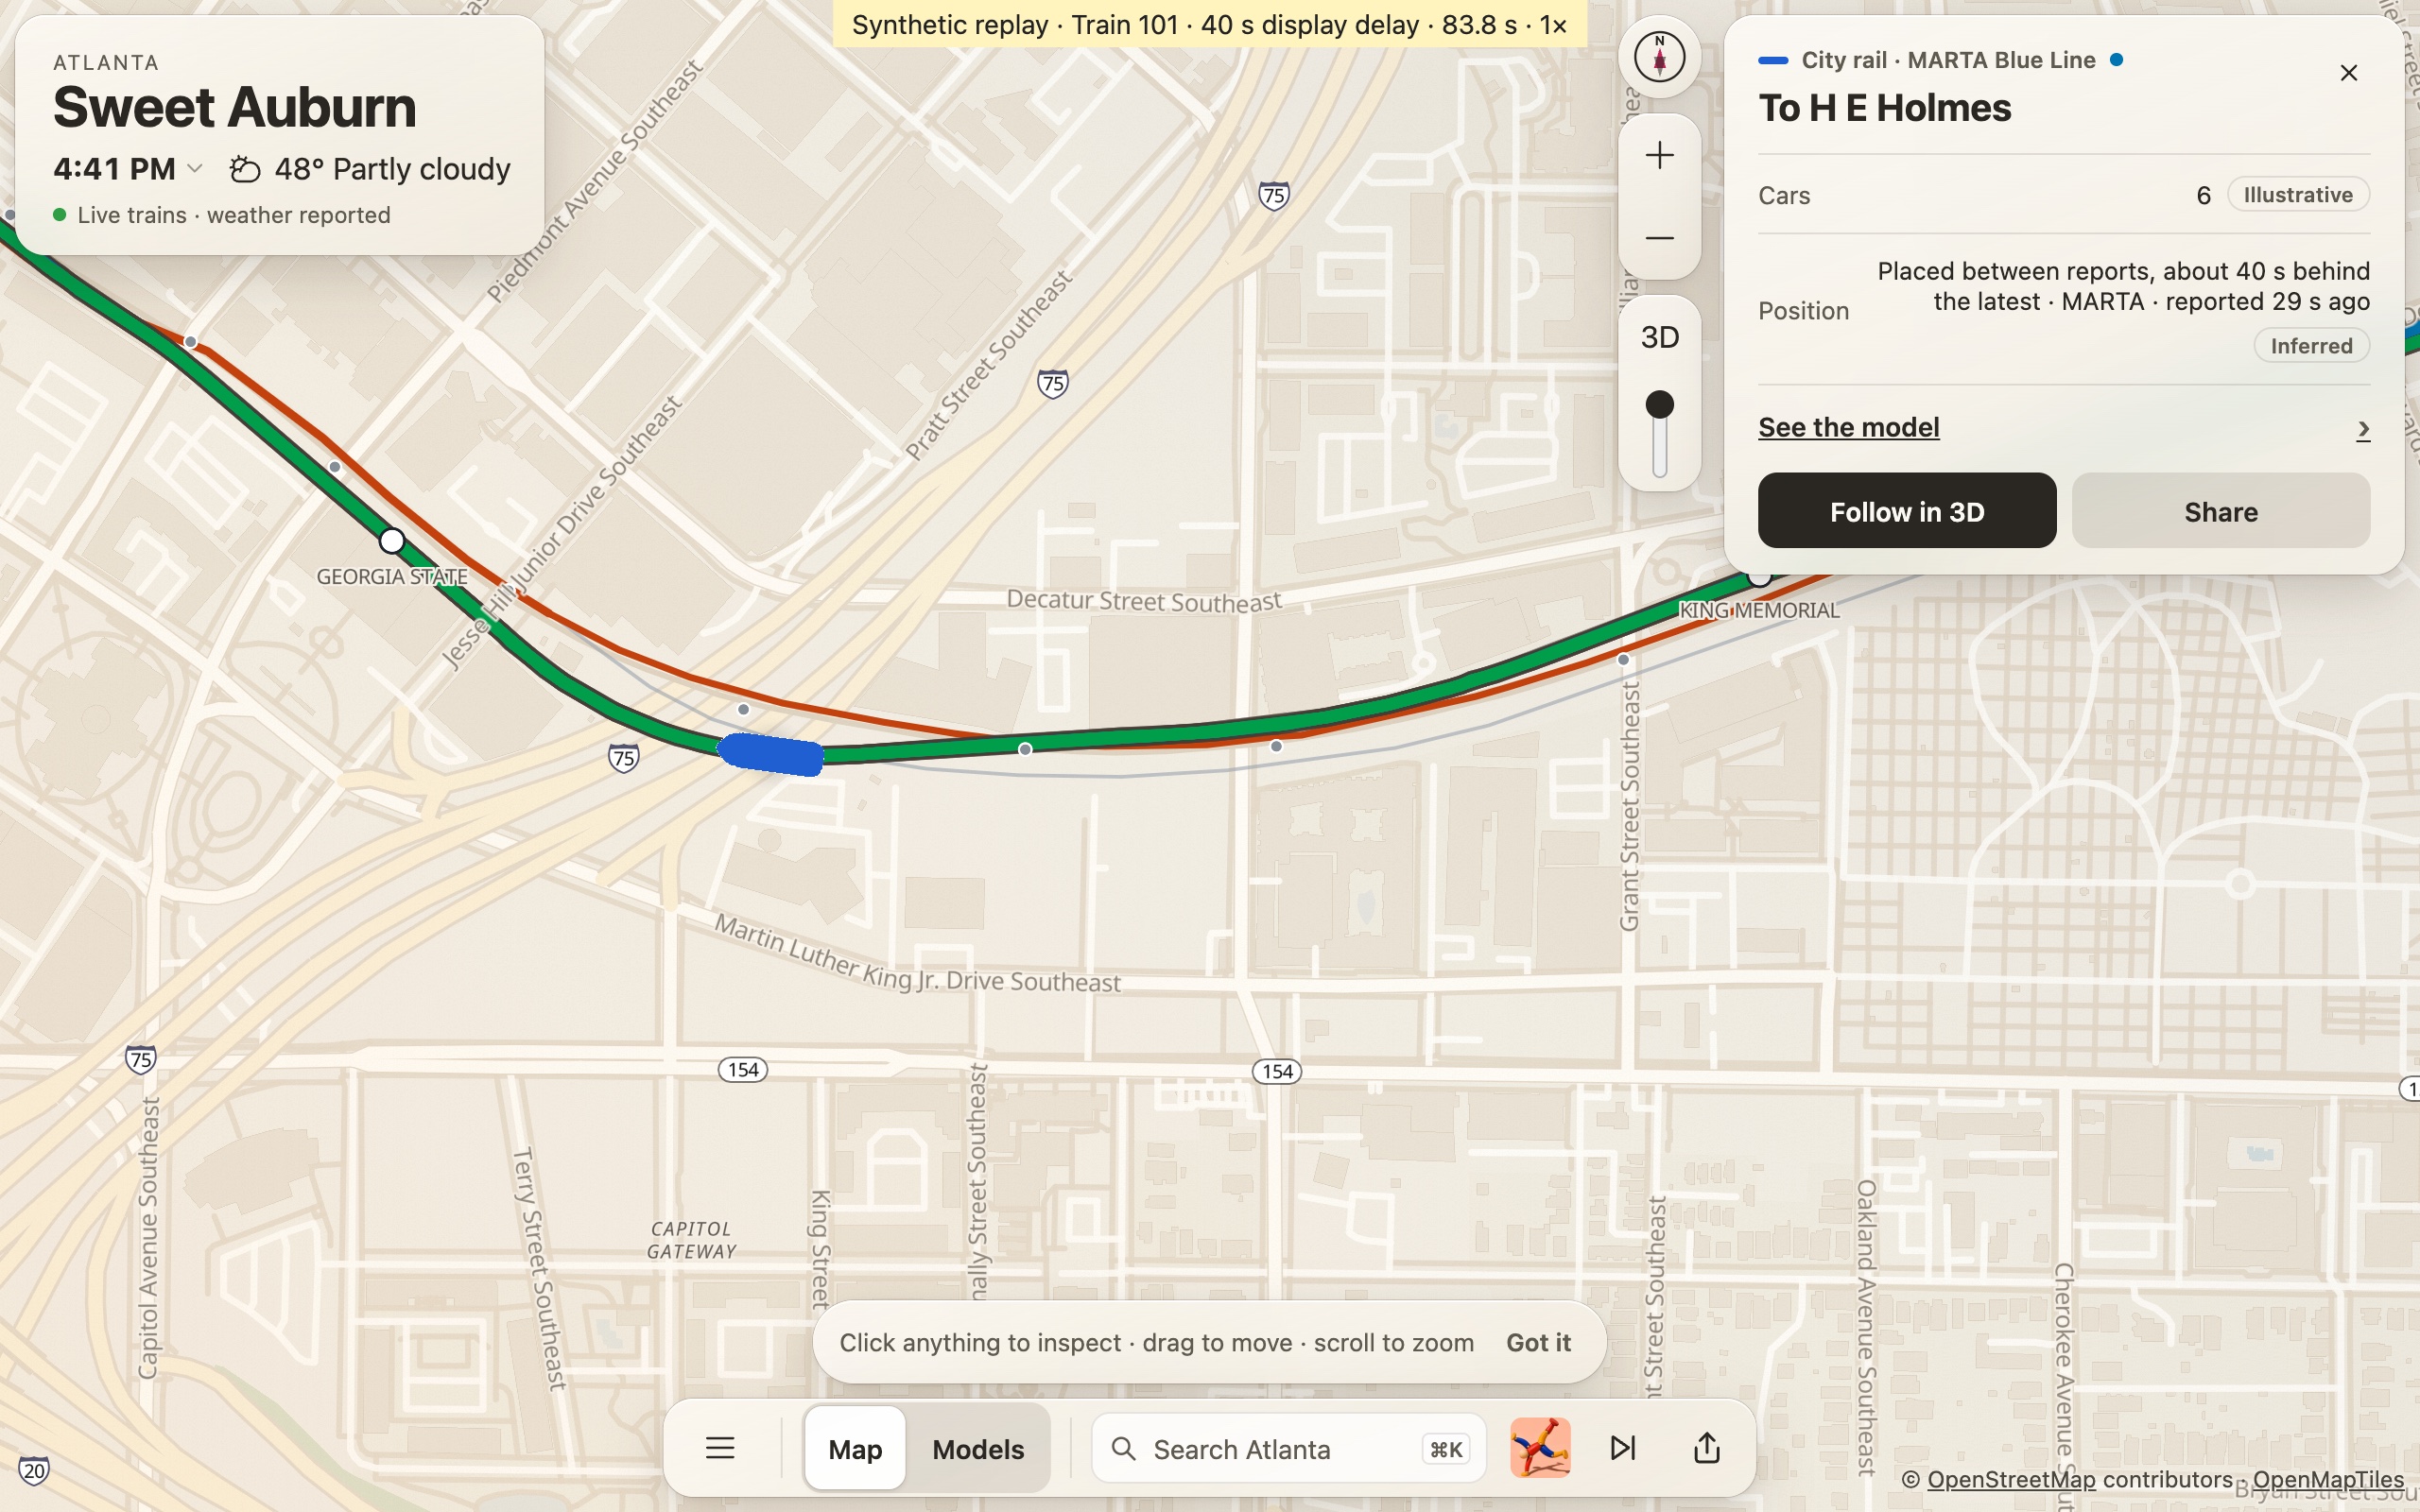 Synthetic replay · Train 101 · 40 s display delay · 83.8 s · 1×
ATLANTA
Sweet Auburn
4:41 PM
48° Partly cloudy
Live trains · weather reported
N
3D
City rail · MARTA Blue Line
To H E Holmes
Cars
6
Illustrative
Position
Placed between reports, about 40 s behind
the latest · MARTA · reported 29 s ago
Inferred
See the model
Follow in 3D
Share
Piedmont Avenue Southeast
75
Pratt Street Southeast
75
GEORGIA STATE
Jesse Hill Junior Drive Southeast
Decatur Street Southeast
KING MEMORIAL
75
Grant Street Southeast
Martin Luther King Jr. Drive Southeast
75
154
154
Capitol Avenue Southeast
Terry Street Southeast
CAPITOL
GATEWAY
King Street
Street Southeast
Street Southeast
Oakland Avenue Southeast
Cherokee Avenue
20
Click anything to inspect · drag to move · scroll to zoom
Got it
Map
Models
Search Atlanta
⌘K
© OpenStreetMap contributors · OpenMapTiles